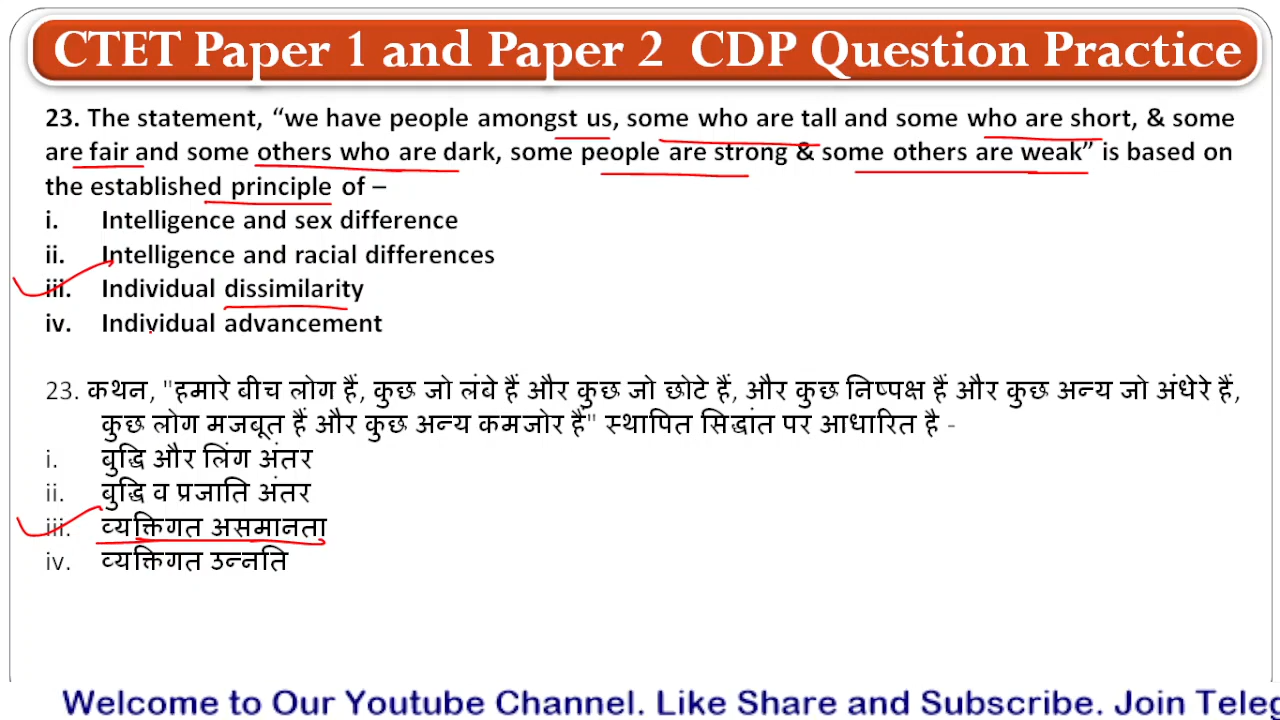 CTET Paper 1 and Paper 2 CDP Question Practice
23. The statement, “we have people amongst us, some who are tall and some who are short, & some
are fair and some others who are dark, some people are strong & some others are weak” is based on
the established principle of –
i. Intelligence and sex difference
ii. Intelligence and racial differences
iii. Individual dissimilarity
iv. Individual advancement
23. कथन, "हमारे बीच लोग हैं, कुछ जो लंबे हैं और कुछ जो छोटे हैं, और कुछ निष्पक्ष हैं और कुछ अन्य जो अंधेरे हैं,
कुछ लोग मजबूत हैं और कुछ अन्य कमजोर हैं" स्थापित सिद्धांत पर आधारित है -
i. बुद्धि और लिंग अंतर
ii. बुद्धि व प्रजाति अंतर
iii. व्यक्तिगत असमानता
iv. व्यक्तिगत उन्नति
Welcome to Our Youtube Channel. Like Share and Subscribe. Join Teleg